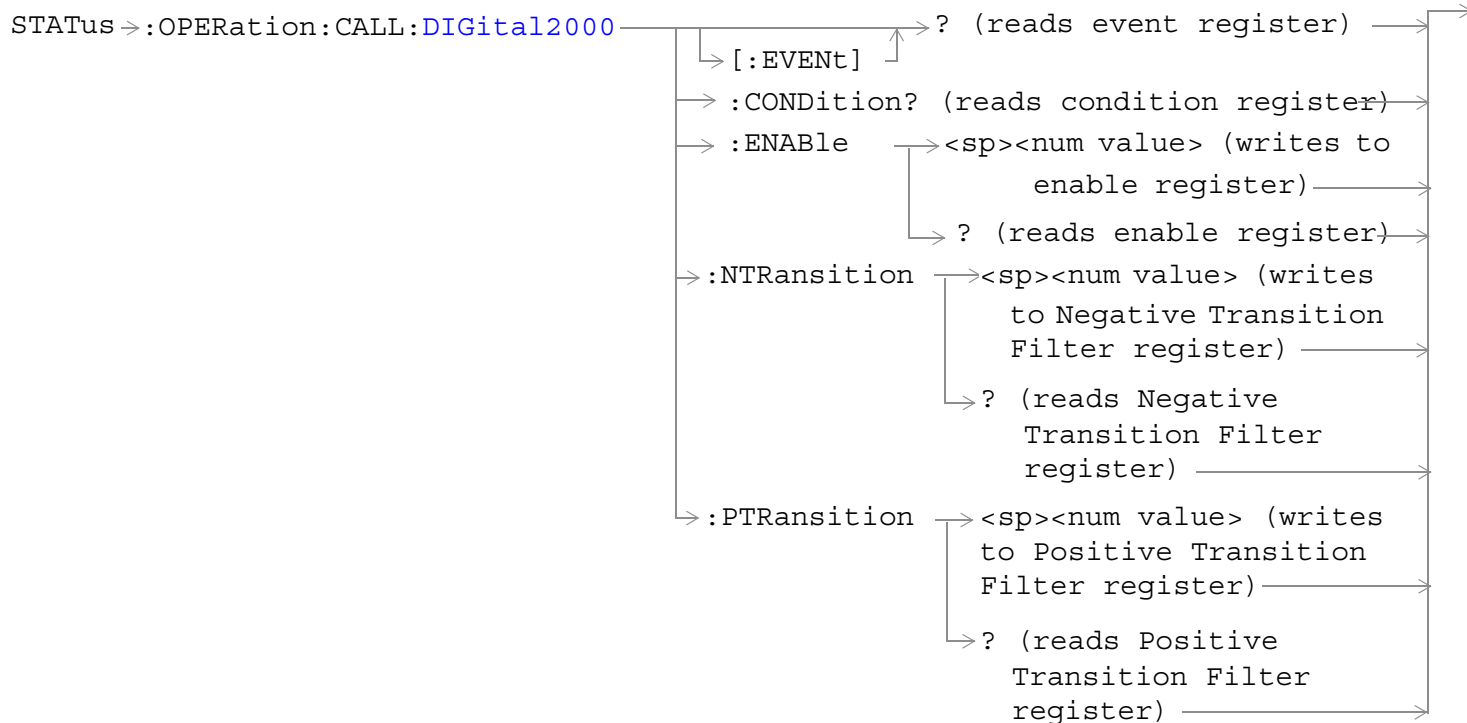 STATus :OPERation:CALL:DIGital2000 ? (reads event register)
[:EVENt]
:CONDition? (reads condition register)
:ENABle <sp><num value> (writes to
enable register)
? (reads enable register)
:NTRansition <sp><num value> (writes
to Negative Transition
Filter register)
? (reads Negative
Transition Filter
register)
:PTRansition <sp><num value> (writes
to Positive Transition
Filter register)
? (reads Positive
Transition Filter
register)